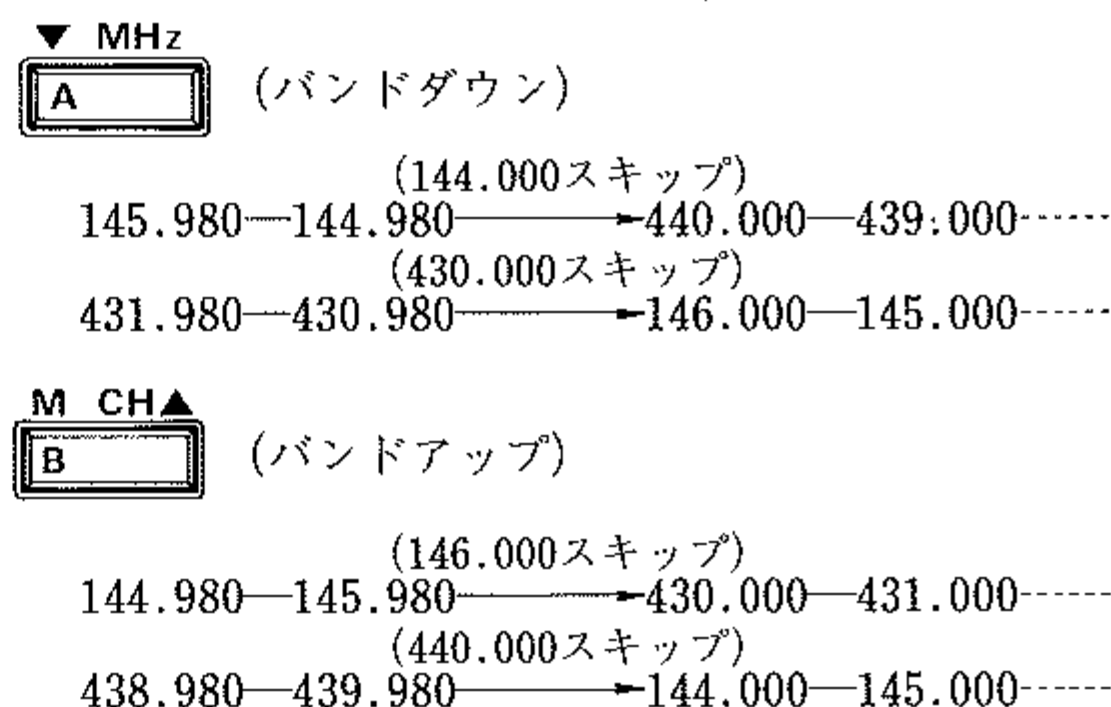 ▼ MHz
A (バンドダウン)
(144.000スキップ)
145.980—144.980→440.000—439.000------
(430.000スキップ)
431.980—430.980→146.000—145.000------
M CH▲
B (バンドアップ)
(146.000スキップ)
144.980—145.980→430.000—431.000------
(440.000スキップ)
438.980—439.980→144.000—145.000------